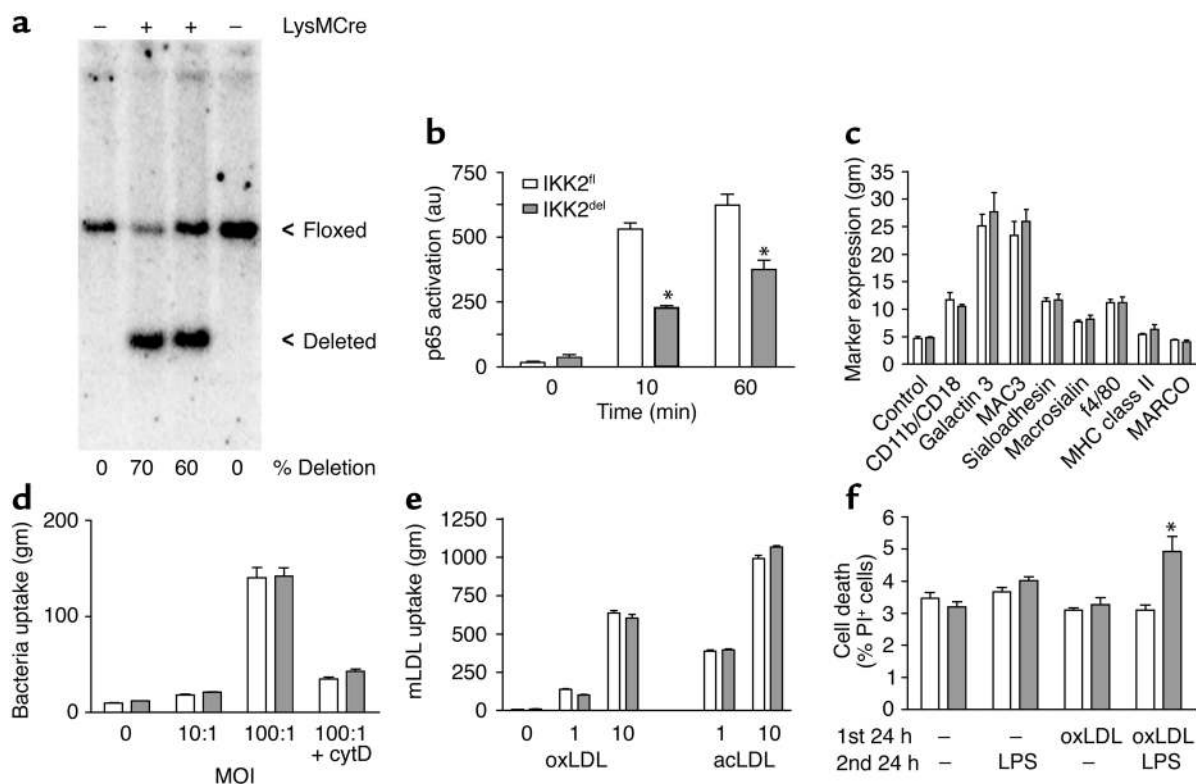 a
– + + – LysMCre
< Floxed
< Deleted
0 70 60 0 % Deletion
b
p65 activation (au)
750
500
250
0
IKK2fl
IKK2del
*
*
0 10 60
Time (min)
c
Marker expression (gm)
35
30
25
20
15
10
5
0
Control
CD11b/CD18
Galactin 3
MAC3
Sialoadhesin
Macrosialin
f4/80
MHC class II
MARCO
d
Bacteria uptake (gm)
200
100
0
0 10:1 100:1 100:1
+ cytD
MOI
e
mLDL uptake (gm)
1250
1000
750
500
250
0
0 1 10 1 10
oxLDL acLDL
f
Cell death
(% PI+ cells)
6
5
4
3
2
1
0
*
1st 24 h – – oxLDL oxLDL
2nd 24 h – LPS – LPS